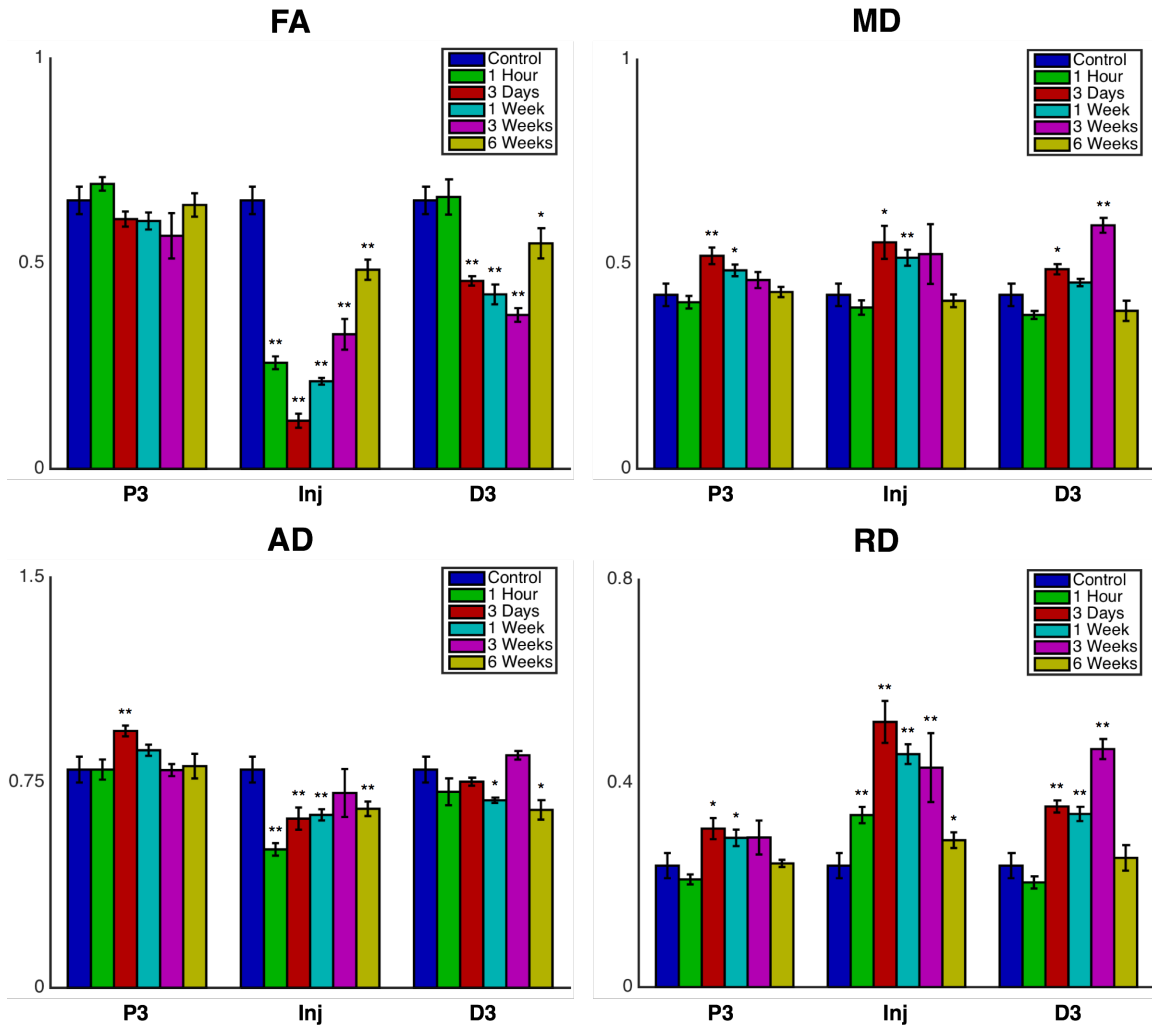 FA
1
0.5
0
Control
1 Hour
3 Days
1 Week
3 Weeks
6 Weeks
** ** ** ** **
** ** ** *
P3 Inj D3
MD
1
0.5
0
Control
1 Hour
3 Days
1 Week
3 Weeks
6 Weeks
** *
* **
* **
P3 Inj D3
AD
1.5
0.75
0
Control
1 Hour
3 Days
1 Week
3 Weeks
6 Weeks
**
** ** ** **
* *
P3 Inj D3
RD
0.8
0.4
0
Control
1 Hour
3 Days
1 Week
3 Weeks
6 Weeks
* *
** ** ** ** *
** ** **
P3 Inj D3